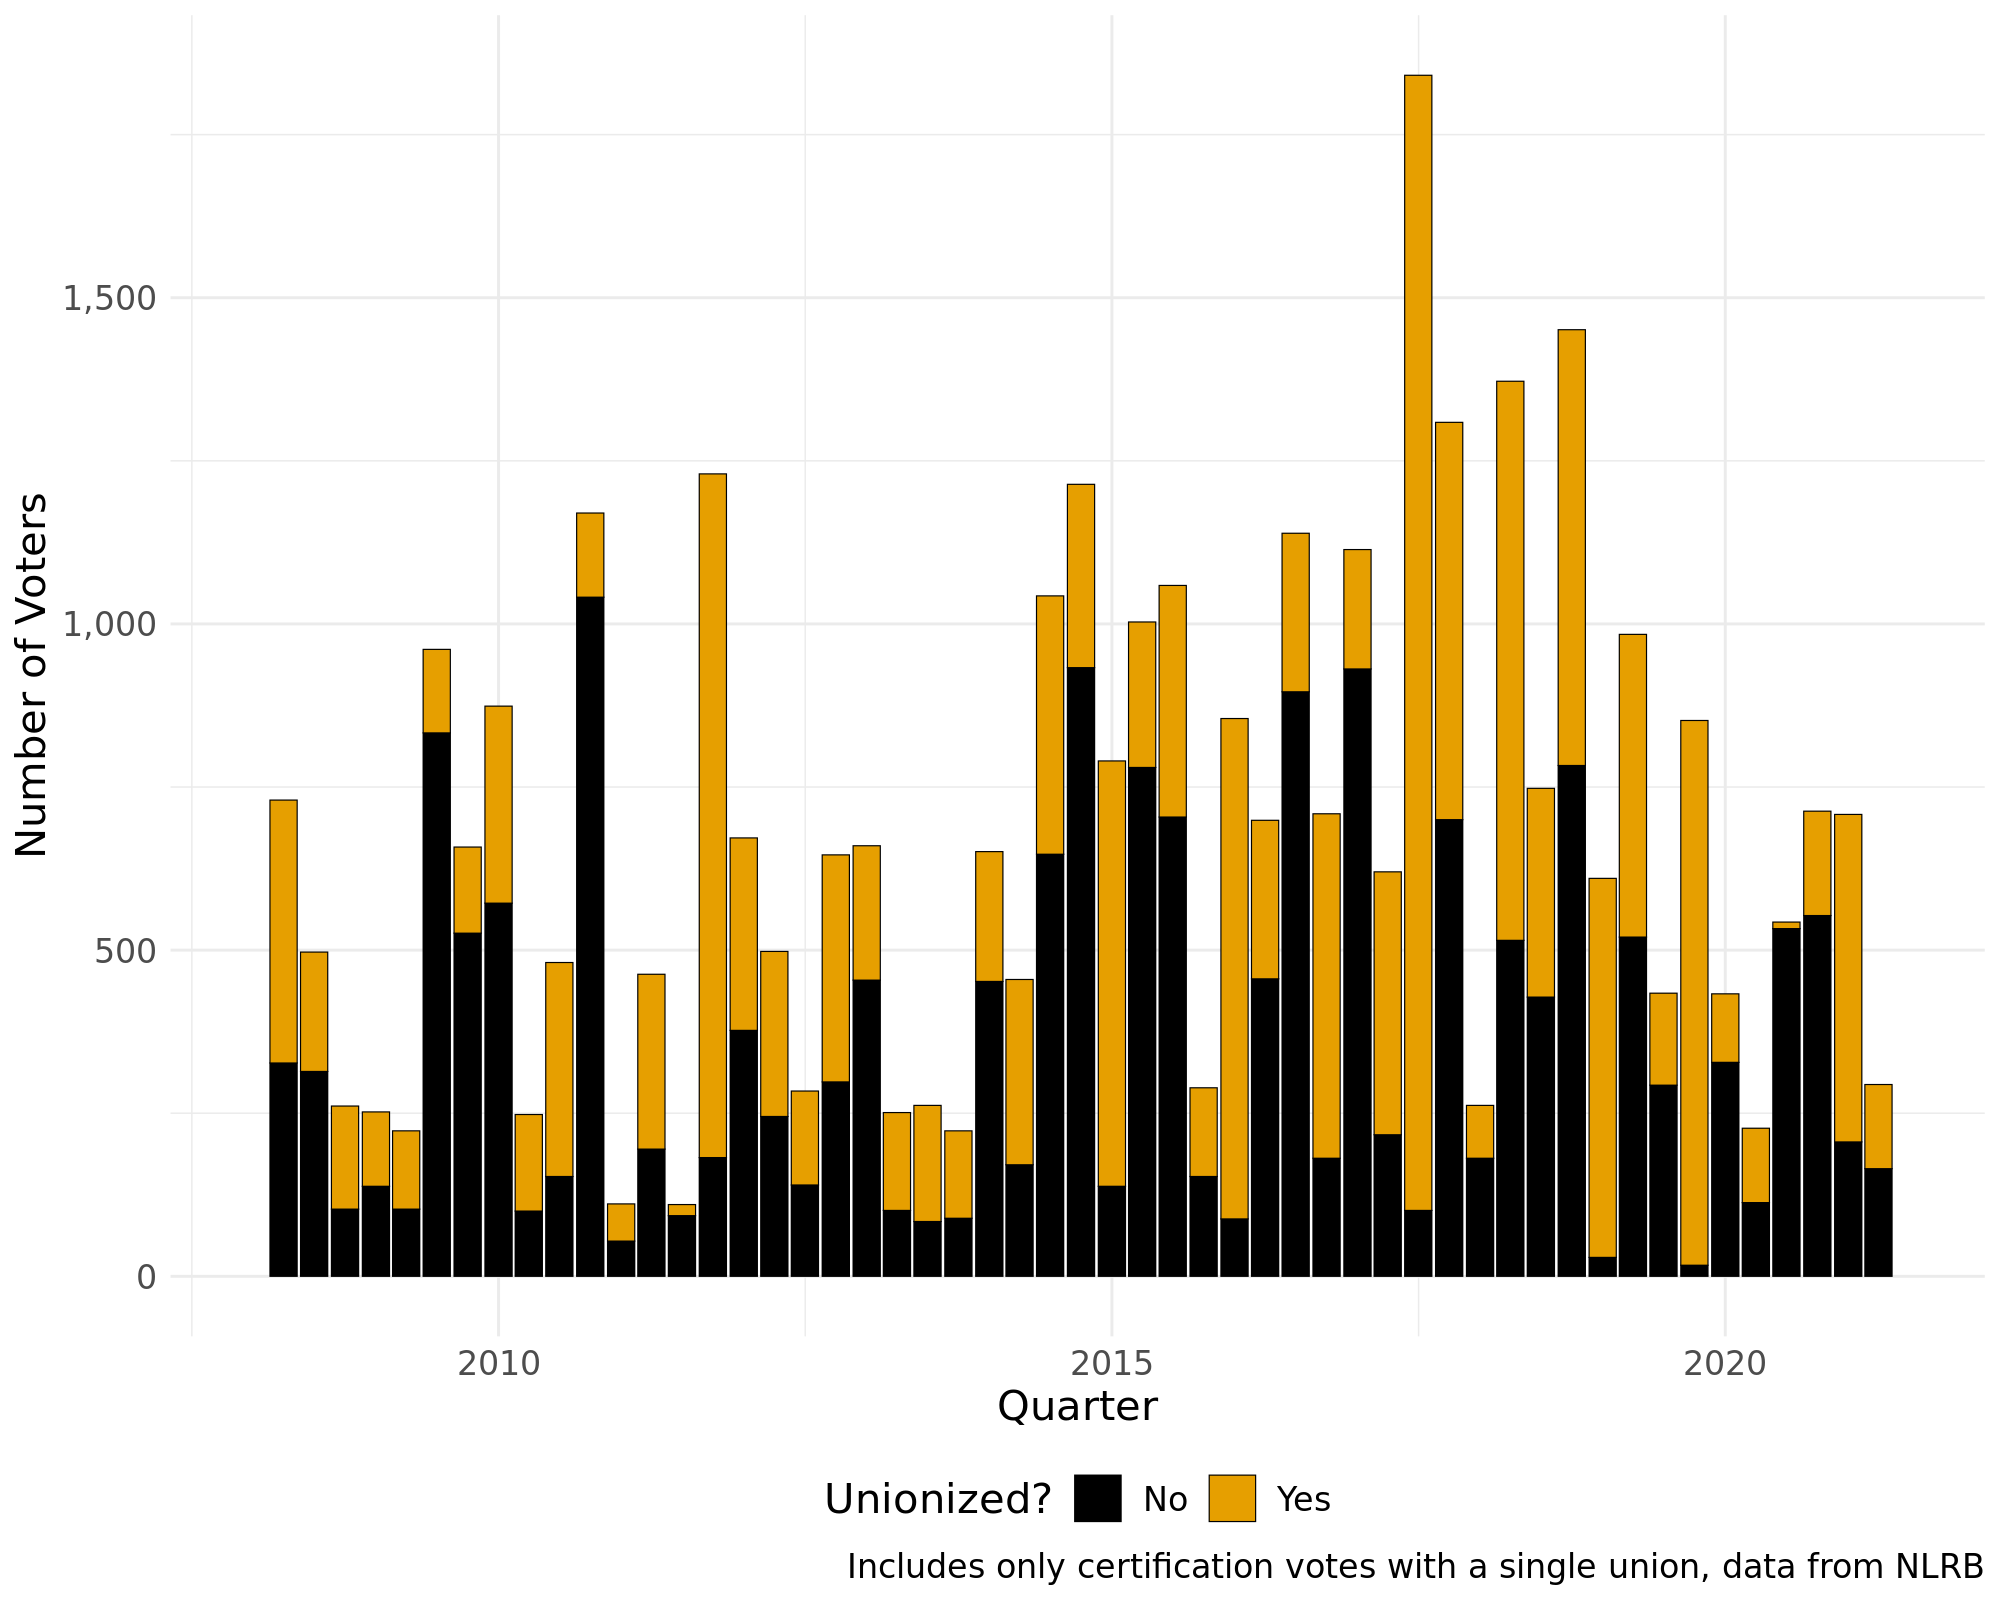 Number of Voters
1,500
1,000
500
0
2010 2015 2020
Quarter
Unionized? No Yes
Includes only certification votes with a single union, data from NLRB